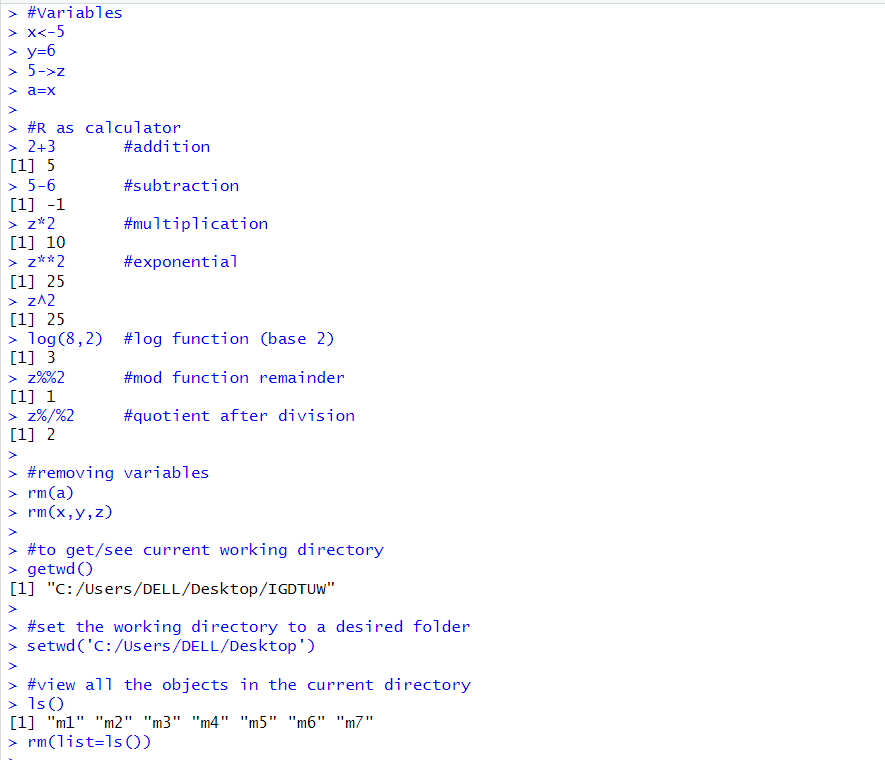 > #Variables
> x<-5
> y=6
> 5->z
> a=x
>
> #R as calculator
> 2+3       #addition
[1] 5
> 5-6       #subtraction
[1] -1
> z*2       #multiplication
[1] 10
> z**2      #exponential
[1] 25
> z^2
[1] 25
> log(8,2)  #log function (base 2)
[1] 3
> z%%2      #mod function remainder
[1] 1
> z%/%2     #quotient after division
[1] 2
>
> #removing variables
> rm(a)
> rm(x,y,z)
>
> #to get/see current working directory
> getwd()
[1] "C:/Users/DELL/Desktop/IGDTUW"
>
> #set the working directory to a desired folder
> setwd('C:/Users/DELL/Desktop')
>
> #view all the objects in the current directory
> ls()
[1] "m1" "m2" "m3" "m4" "m5" "m6" "m7"
> rm(list=ls())
>